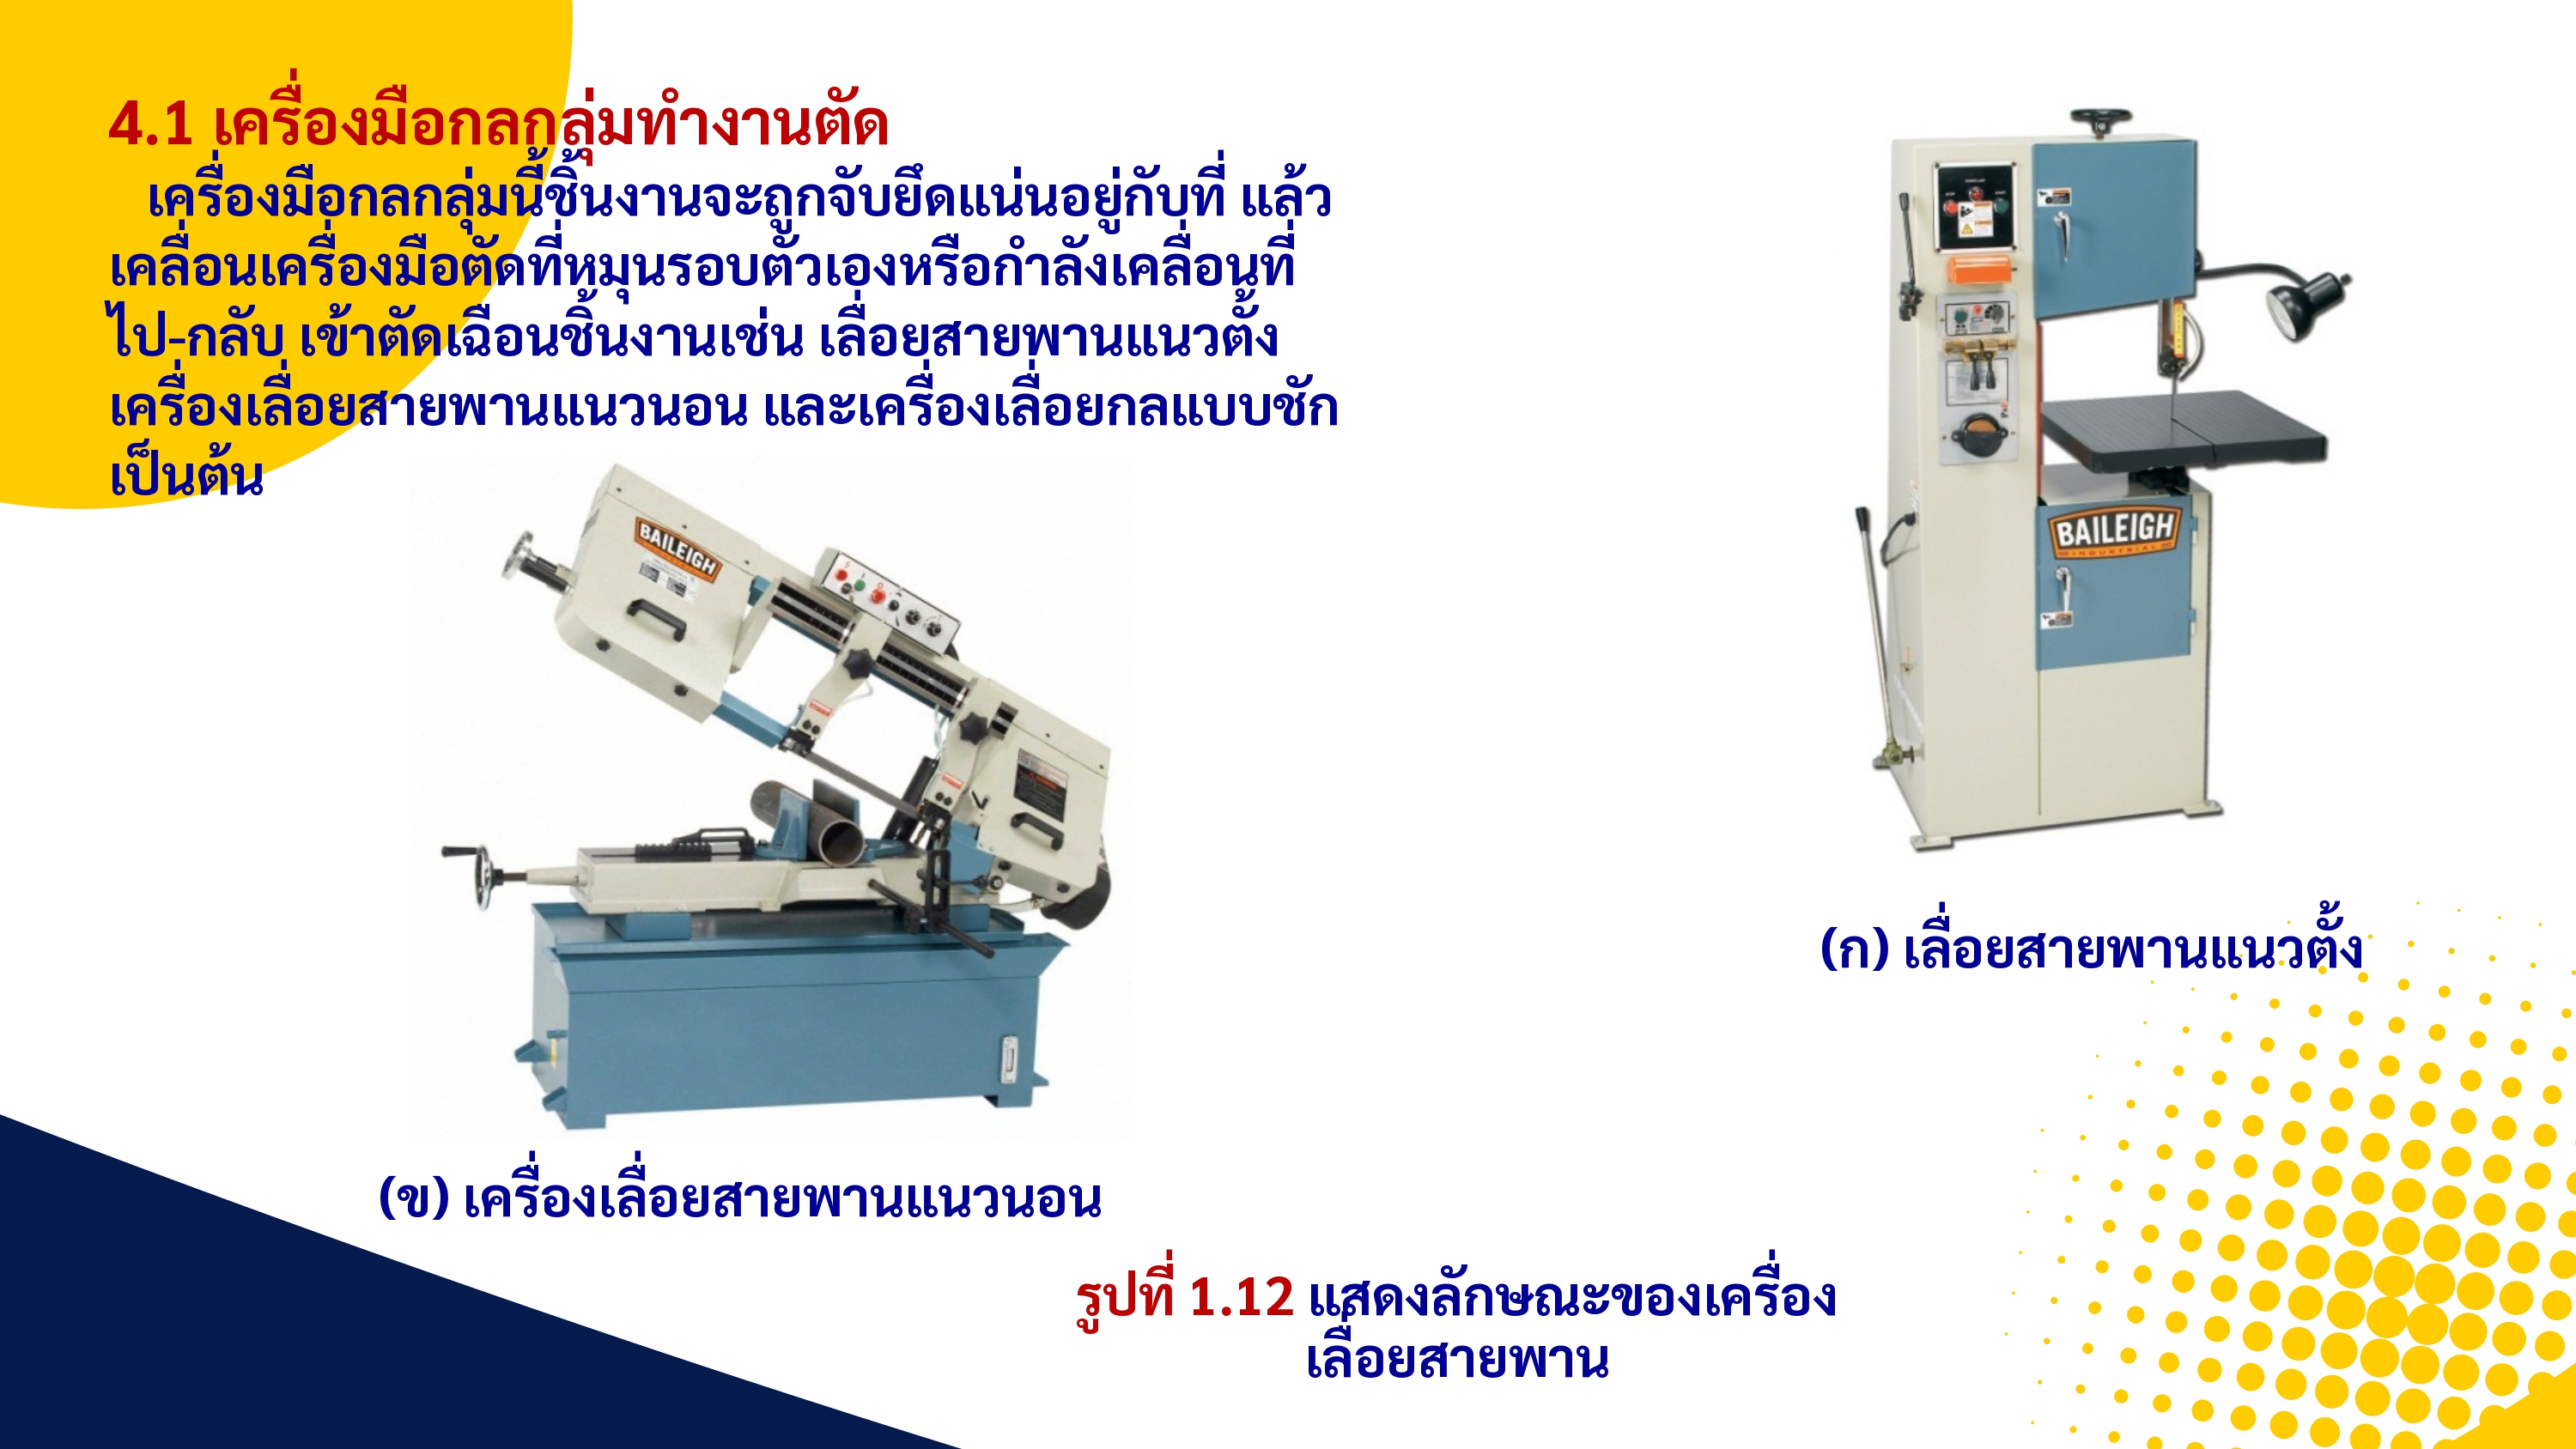 4.1 เครื่องมือกลกลุ่มทำงานตัด
เครื่องมือกลกลุ่มนี้ชิ้นงานจะถูกจับยึดแน่นอยู่กับที่ แล้ว
เคลื่อนเครื่องมือตัดที่หมุนรอบตัวเองหรือกำลังเคลื่อนที่
ไป-กลับ เข้าตัดเฉือนชิ้นงานเช่น เลื่อยสายพานแนวตั้ง
เครื่องเลื่อยสายพานแนวนอน และเครื่องเลื่อยกลแบบชัก
เป็นต้น
BAILEIGH
BAILEIGH
INDUSTRIAL
(ก) เลื่อยสายพานแนวตั้ง
(ข) เครื่องเลื่อยสายพานแนวนอน
รูปที่ 1.12 แสดงลักษณะของเครื่อง
เลื่อยสายพาน